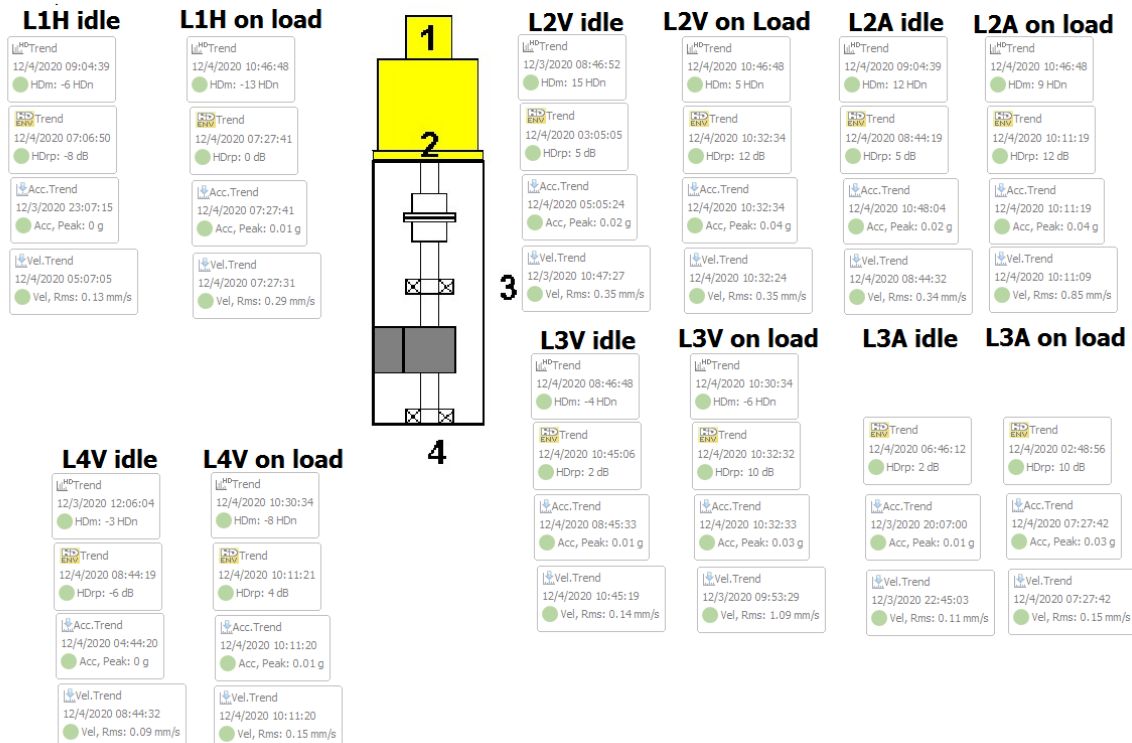 L1H idle
HD Trend
12/4/2020 09:04:39
HDm: -6 HDn
HD ENV Trend
12/4/2020 07:06:50
HDrp: -8 dB
Acc.Trend
12/3/2020 23:07:15
Acc, Peak: 0 g
Vel.Trend
12/4/2020 05:07:05
Vel, Rms: 0.13 mm/s
L1H on load
HD Trend
12/4/2020 10:46:48
HDm: -13 HDn
HD ENV Trend
12/4/2020 07:27:41
HDrp: 0 dB
Acc.Trend
12/4/2020 07:27:41
Acc, Peak: 0.01 g
Vel.Trend
12/4/2020 07:27:31
Vel, Rms: 0.29 mm/s
1
2
3
4
L2V idle
HD Trend
12/3/2020 08:46:52
HDm: 15 HDn
HD ENV Trend
12/4/2020 03:05:05
HDrp: 5 dB
Acc.Trend
12/4/2020 05:05:24
Acc, Peak: 0.02 g
Vel.Trend
12/3/2020 10:47:27
Vel, Rms: 0.35 mm/s
L2V on Load
HD Trend
12/4/2020 10:46:48
HDm: 5 HDn
HD ENV Trend
12/4/2020 10:32:34
HDrp: 12 dB
Acc.Trend
12/4/2020 10:32:34
Acc, Peak: 0.04 g
Vel.Trend
12/4/2020 10:32:24
Vel, Rms: 0.35 mm/s
L2A idle
HD Trend
12/4/2020 09:04:39
HDm: 12 HDn
HD ENV Trend
12/4/2020 08:44:19
HDrp: 5 dB
Acc.Trend
12/4/2020 10:48:04
Acc, Peak: 0.02 g
Vel.Trend
12/4/2020 08:44:32
Vel, Rms: 0.34 mm/s
L2A on load
HD Trend
12/4/2020 10:46:48
HDm: 9 HDn
HD ENV Trend
12/4/2020 10:11:19
HDrp: 12 dB
Acc.Trend
12/4/2020 10:11:19
Acc, Peak: 0.04 g
Vel.Trend
12/4/2020 10:11:09
Vel, Rms: 0.85 mm/s
L3V idle
HD Trend
12/4/2020 08:46:48
HDm: -4 HDn
HD ENV Trend
12/4/2020 10:45:06
HDrp: 2 dB
Acc.Trend
12/4/2020 08:45:33
Acc, Peak: 0.01 g
Vel.Trend
12/4/2020 10:45:19
Vel, Rms: 0.14 mm/s
L3V on load
HD Trend
12/4/2020 10:30:34
HDm: -6 HDn
HD ENV Trend
12/4/2020 10:32:32
HDrp: 10 dB
Acc.Trend
12/4/2020 10:32:33
Acc, Peak: 0.03 g
Vel.Trend
12/3/2020 09:53:29
Vel, Rms: 1.09 mm/s
L3A idle
HD ENV Trend
12/4/2020 06:46:12
HDrp: 2 dB
Acc.Trend
12/3/2020 20:07:00
Acc, Peak: 0.01 g
Vel.Trend
12/3/2020 22:45:03
Vel, Rms: 0.11 mm/s
L3A on load
HD ENV Trend
12/4/2020 02:48:56
HDrp: 10 dB
Acc.Trend
12/4/2020 07:27:42
Acc, Peak: 0.03 g
Vel.Trend
12/4/2020 07:27:42
Vel, Rms: 0.15 mm/s
L4V idle
HD Trend
12/3/2020 12:06:04
HDm: -3 HDn
HD ENV Trend
12/4/2020 08:44:19
HDrp: -6 dB
Acc.Trend
12/4/2020 04:44:20
Acc, Peak: 0 g
Vel.Trend
12/4/2020 08:44:32
Vel, Rms: 0.09 mm/s
L4V on load
HD Trend
12/4/2020 10:30:34
HDm: -8 HDn
HD ENV Trend
12/4/2020 10:11:21
HDrp: 4 dB
Acc.Trend
12/4/2020 10:11:20
Acc, Peak: 0.01 g
Vel.Trend
12/4/2020 10:11:20
Vel, Rms: 0.15 mm/s